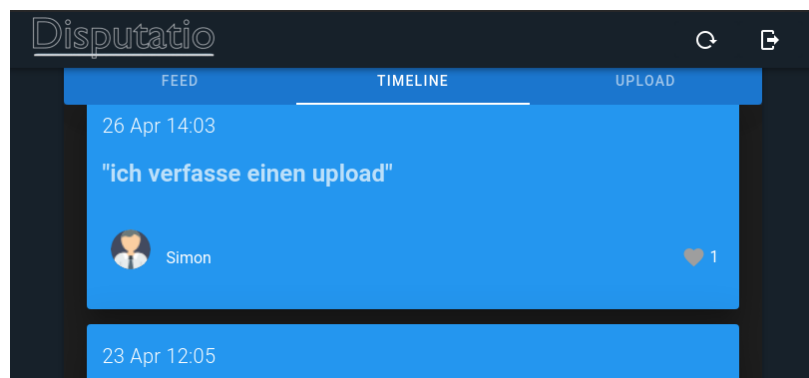 Disputatio
FEED TIMELINE UPLOAD
26 Apr 14:03
"ich verfasse einen upload"
Simon 1
23 Apr 12:05